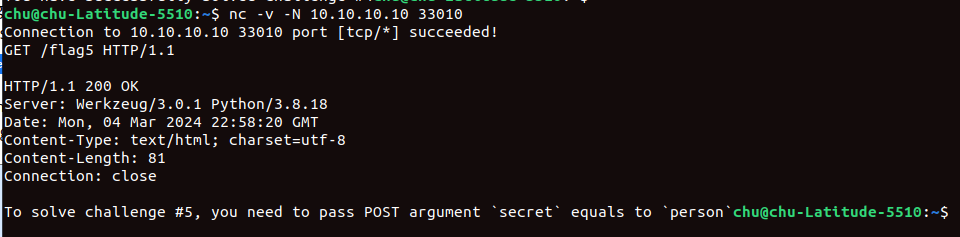 chu@chu-Latitude-5510:~$ nc -v -N 10.10.10.10 33010
Connection to 10.10.10.10 33010 port [tcp/*] succeeded!
GET /flag5 HTTP/1.1
HTTP/1.1 200 OK
Server: Werkzeug/3.0.1 Python/3.8.18
Date: Mon, 04 Mar 2024 22:58:20 GMT
Content-Type: text/html; charset=utf-8
Content-Length: 81
Connection: close
To solve challenge #5, you need to pass POST argument `secret` equals to `person`chu@chu-Latitude-5510:~$